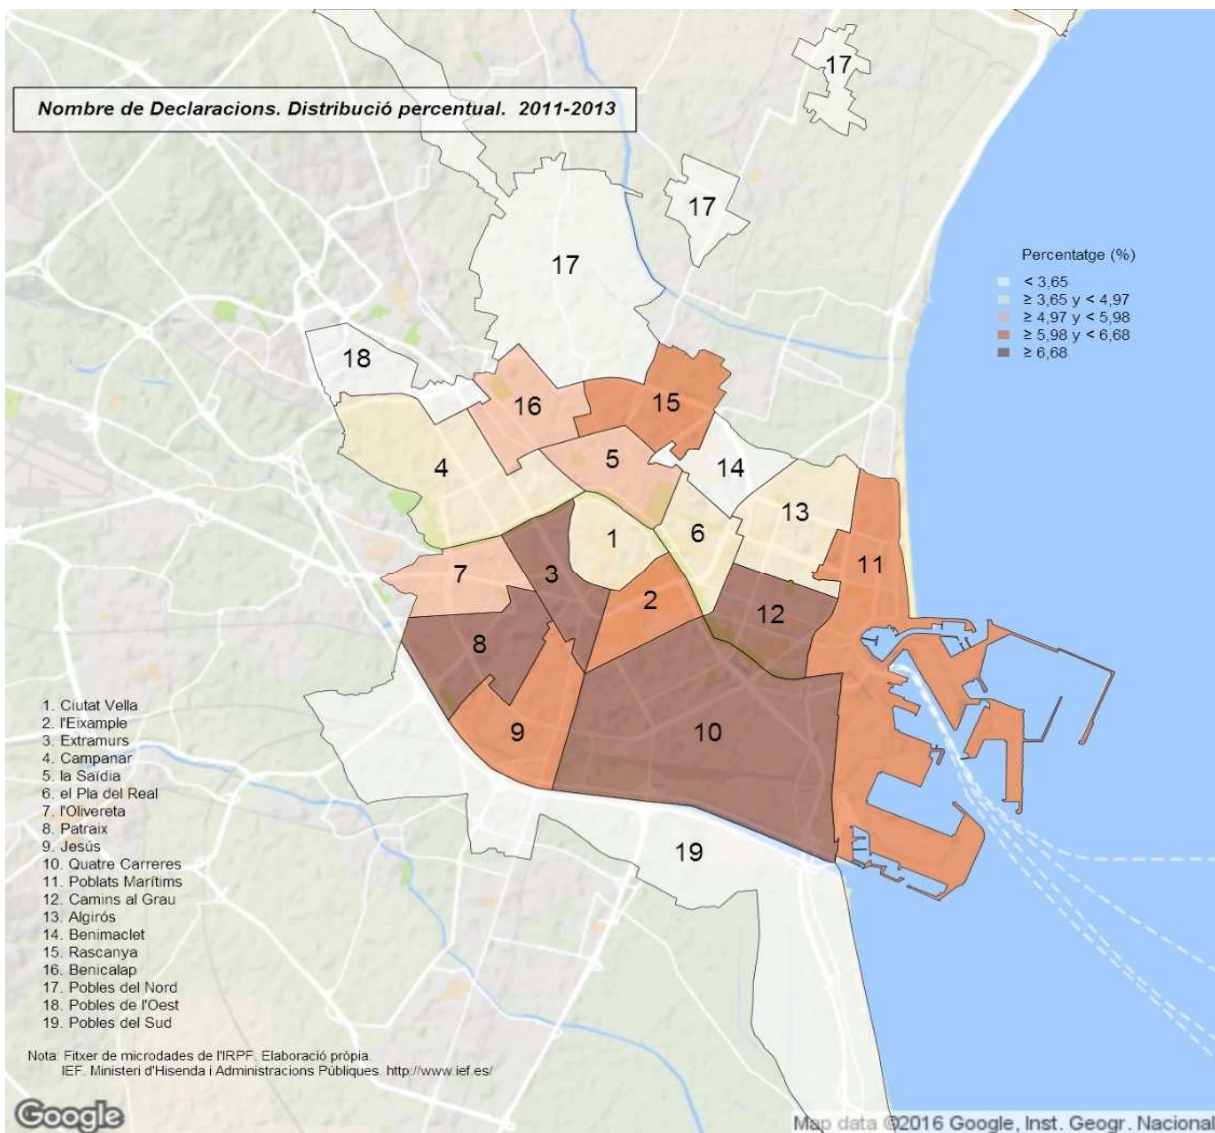 Nombre de Declaracions. Distribució percentual. 2011-2013
17
17
17
Percentatge (%)
< 3,65
≥ 3,65 y < 4,97
≥ 4,97 y < 5,98
≥ 5,98 y < 6,68
≥ 6,68
18
16
15
4
5
14
13
1
6
11
7
3
2
12
8
9
10
19
1. Ciutat Vella
2. l'Eixample
3. Extramurs
4. Campanar
5. la Saïdia
6. el Pla del Real
7. l'Olivereta
8. Patraix
9. Jesús
10. Quatre Carreres
11. Poblats Marítims
12. Camins al Grau
13. Algirós
14. Benimaclet
15. Rascanya
16. Benicalap
17. Pobles del Nord
18. Pobles de l'Oest
19. Pobles del Sud
Nota: Fitxer de microdades de l'IRPF. Elaboració pròpia.
IEF. Ministeri d'Hisenda i Administracions Públiques. http://www.ief.es/
Google
Map data ©2016 Google, Inst. Geogr. Nacional